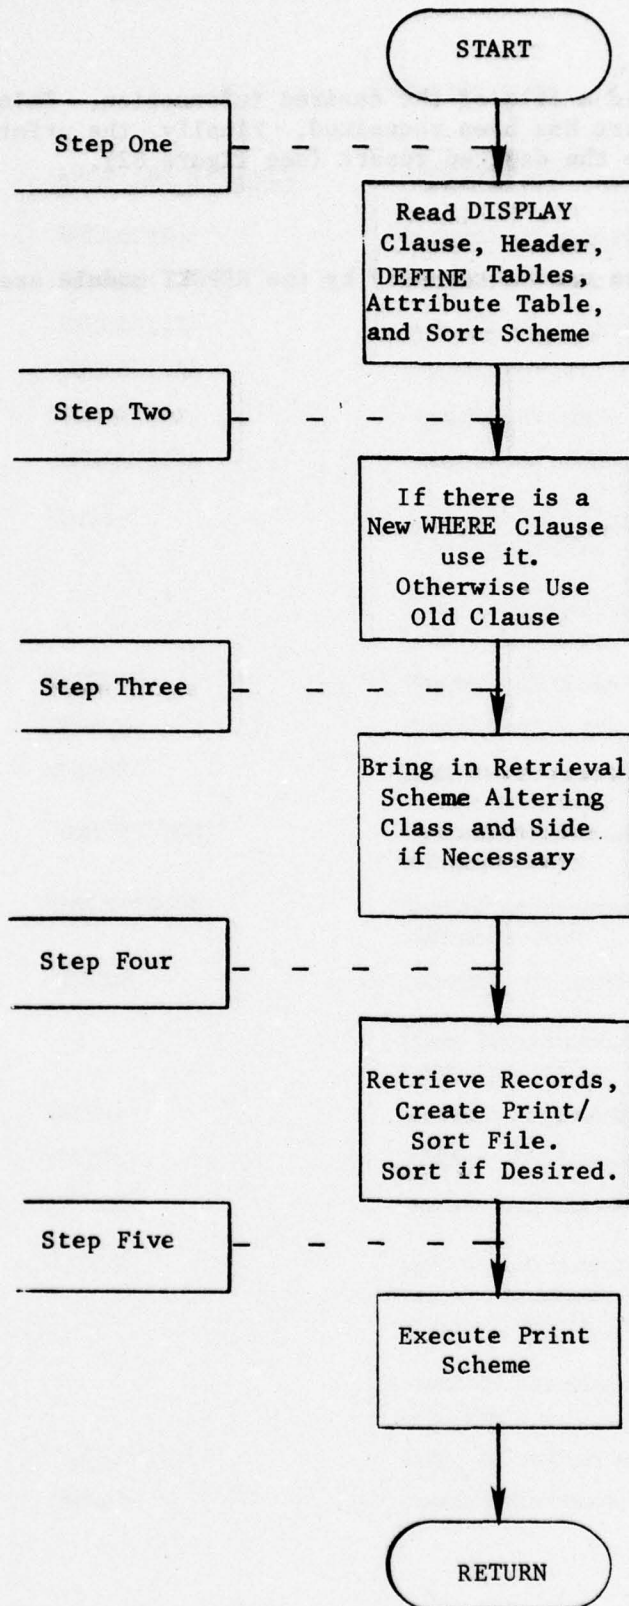 START
Step One
Read DISPLAY
Clause, Header,
DEFINE Tables,
Attribute Table,
and Sort Scheme
Step Two
If there is a
New WHERE Clause
use it.
Otherwise Use
Old Clause
Step Three
Bring in Retrieval
Scheme Altering
Class and Side
if Necessary
Step Four
Retrieve Records,
Create Print/
Sort File.
Sort if Desired.
Step Five
Execute Print
Scheme
RETURN